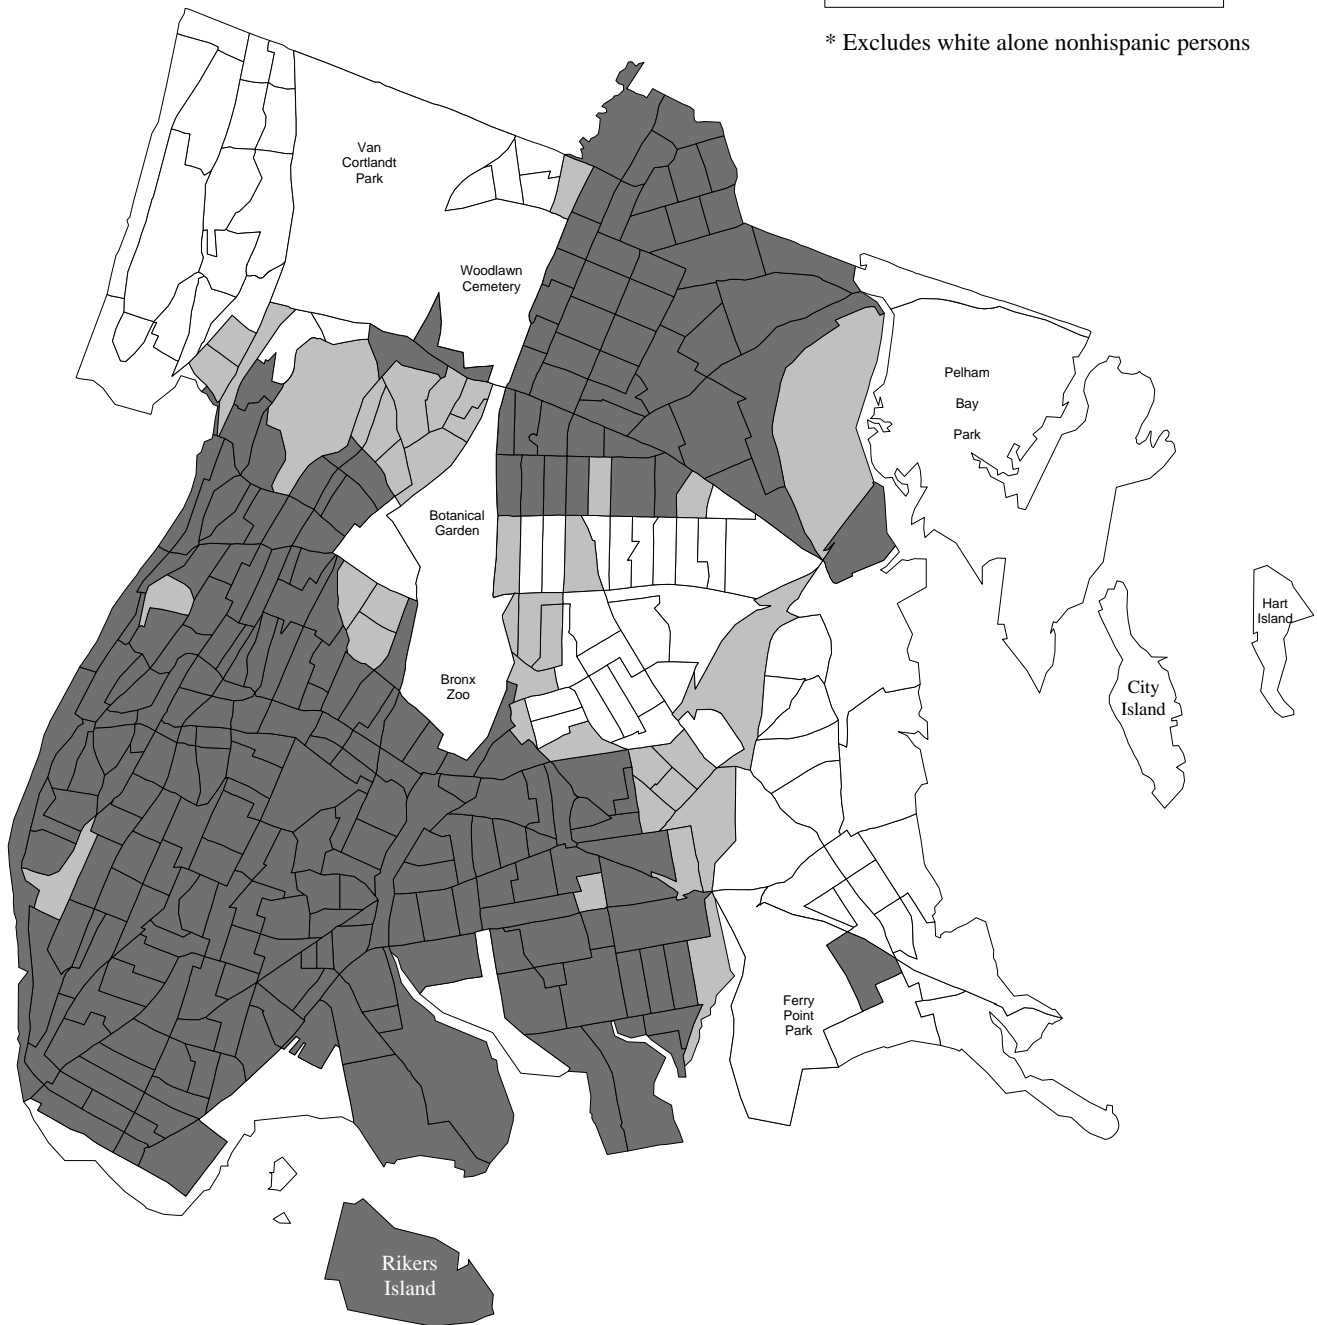 * Excludes white alone nonhispanic persons
Van
Cortlandt
Park
Woodlawn
Cemetery
Pelham
Bay
Park
Botanical
Garden
Hart
Island
Bronx
Zoo
City
Island
Ferry
Point
Park
Rikers
Island